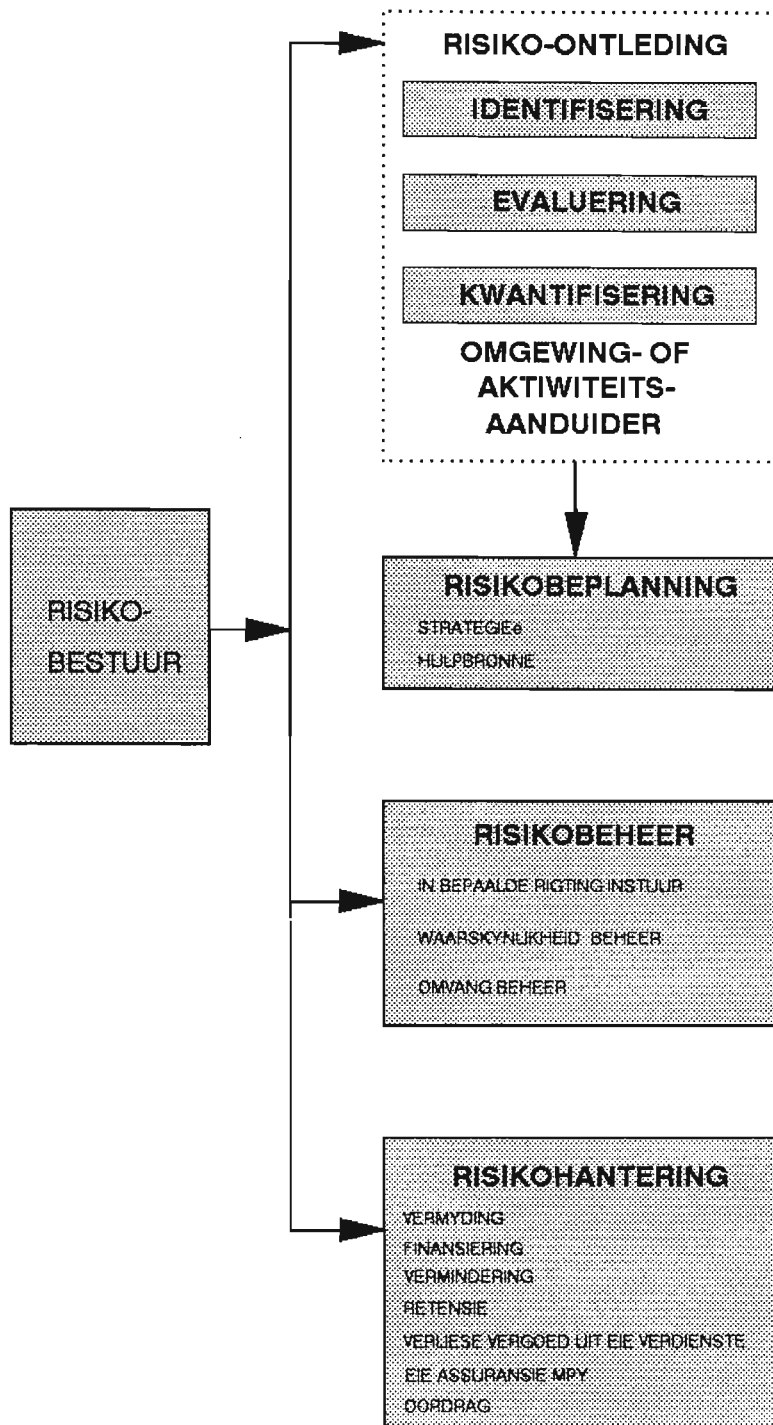 RISIKO-ONTLEDING
IDENTIFISERING
EVALUERING
KWANTIFISERING
OMGEWING- OF
AKTIWITEITS-
AANDUIDER
RISIKO-
BESTUUR
RISIKOBEPLANNING
STRATEGIEë
HULPBRONNE
RISIKOBEHEER
IN BEPAALDE RIGTING INSTUUR
WAARSKYNLIKHEID BEHEER
OMVANG BEHEER
RISIKOHANTERING
VERMYDING
FINANSIERING
VERMINDERING
RETENSIE
VERLIESE VERGOED UIT EIE VERDIENSTE
EIE ASSURANSIE MPY
OORDRAG